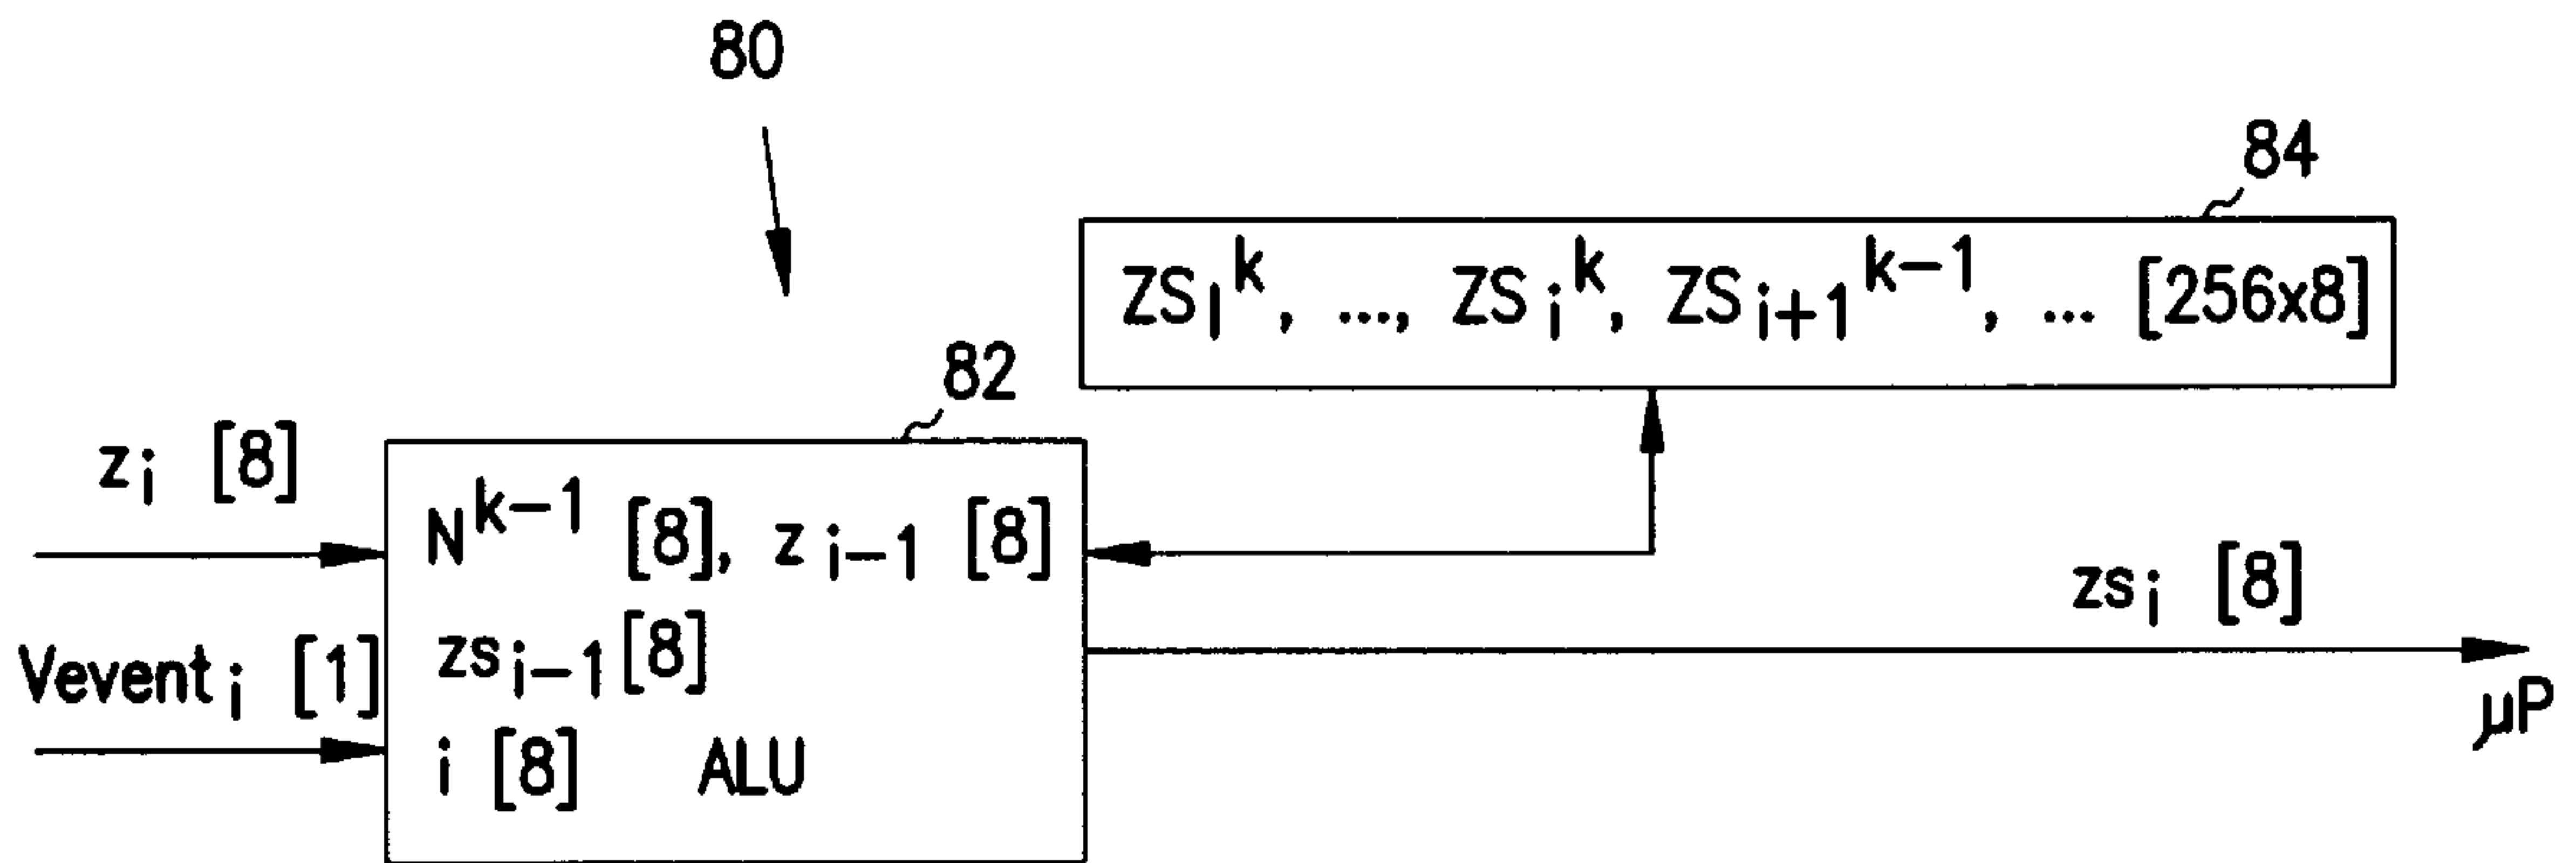 80
84
ZS_l^k, ..., ZS_i^k, ZS_{i+1}^{k-1}, ... [256x8]
82
z_i [8]
N^{k-1} [8], z_{i-1} [8]
zs_i [8]
zs_{i-1} [8]
Vevent_i [1]
µP
i [8] ALU